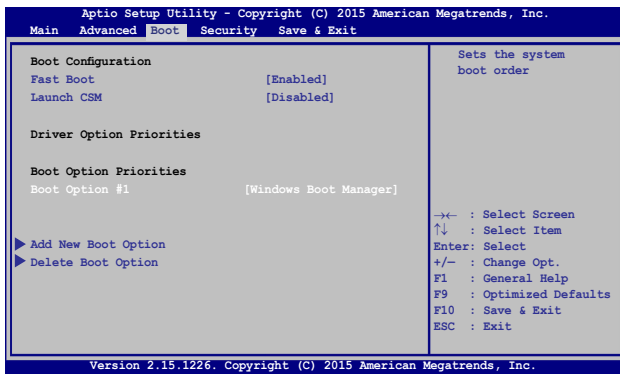 Aptio Setup Utility - Copyright (C) 2015 American Megatrends, Inc.
Main Advanced Boot Security Save & Exit
Boot Configuration
Fast Boot [Enabled]
Launch CSM [Disabled]
Driver Option Priorities
Boot Option Priorities
Boot Option #1 [Windows Boot Manager]
Add New Boot Option
Delete Boot Option
Sets the system
boot order
→← : Select Screen
↑↓ : Select Item
Enter: Select
+/− : Change Opt.
F1 : General Help
F9 : Optimized Defaults
F10 : Save & Exit
ESC : Exit
Version 2.15.1226. Copyright (C) 2015 American Megatrends, Inc.